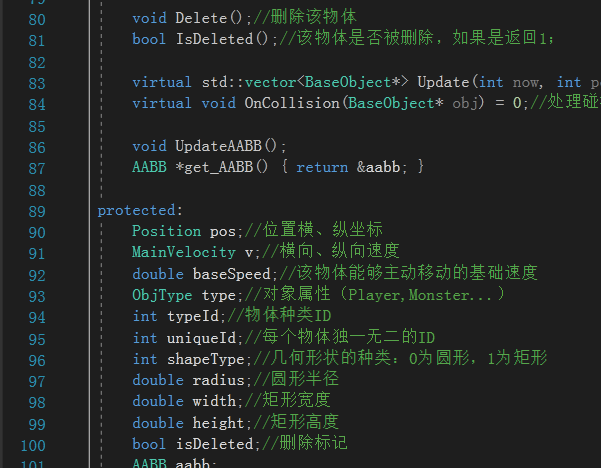 80 void Delete();//删除该物体
81 bool IsDeleted();//该物体是否被删除，如果是返回1;
82
83 virtual std::vector<BaseObject*> Update(int now, int p
84 virtual void OnCollision(BaseObject* obj) = 0;//处理碰
85
86 void UpdateAABB();
87 AABB *get_AABB() { return &aabb; }
88
89 protected:
90 Position pos;//位置横、纵坐标
91 MainVelocity v;//横向、纵向速度
92 double baseSpeed;//该物体能够主动移动的基础速度
93 ObjType type;//对象属性（Player,Monster...）
94 int typeId;//物体种类ID
95 int uniqueId;//每个物体独一无二的ID
96 int shapeType;//几何形状的种类：0为圆形，1为矩形
97 double radius;//圆形半径
98 double width;//矩形宽度
99 double height;//矩形高度
100 bool isDeleted;//删除标记
101 AABB aabb;